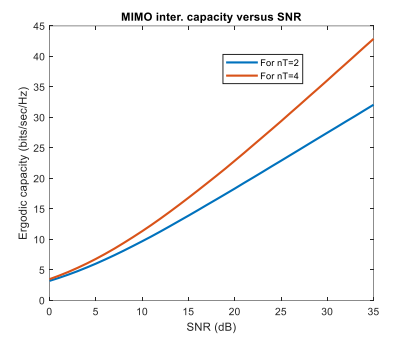 MIMO inter. capacity versus SNR
45
40
35
30
25
20
15
10
5
0
Ergodic capacity (bits/sec/Hz)
For nT=2
For nT=4
0 5 10 15 20 25 30 35
SNR (dB)